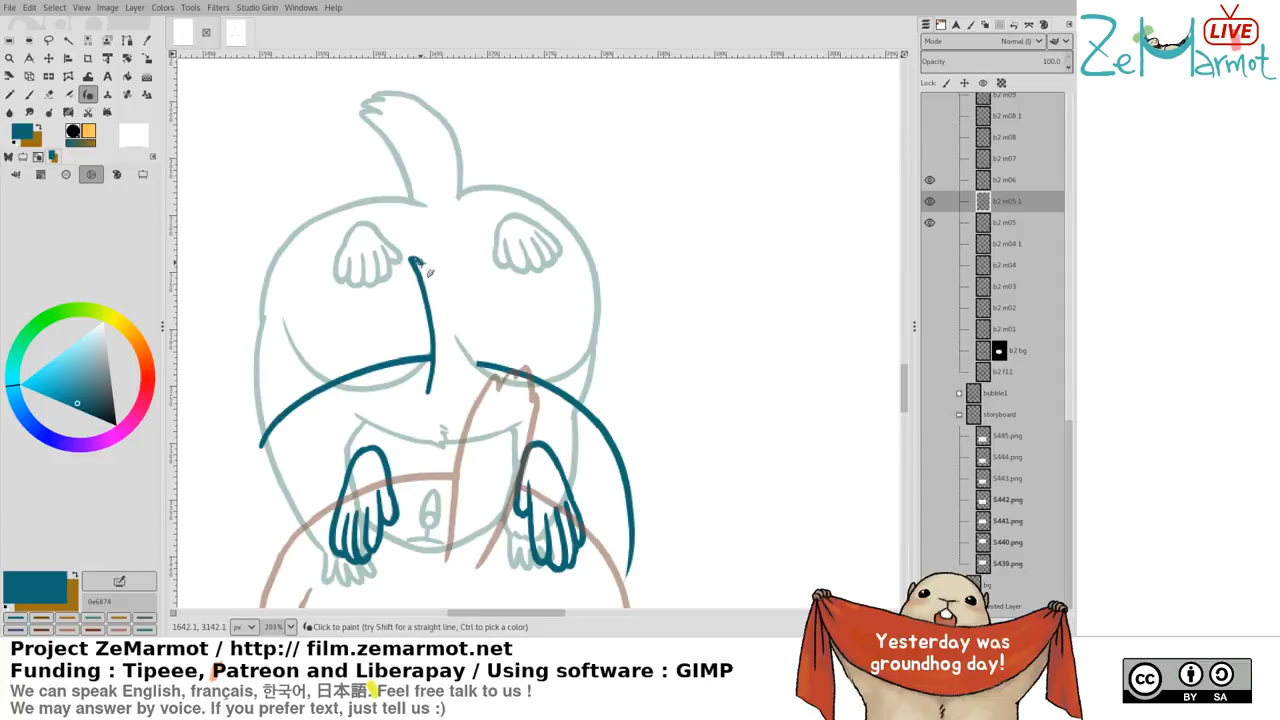 File Edit Select View Image Layer Colors Tools Filters Studio Girin Windows Help
LIVE
ZeMarmot
Mode Normal (l)
Opacity 100.0
Lock:
b2 m09
b2 m08 1
b2 m08
b2 m07
b2 m06
b2 m05 1
b2 m05
b2 m04 1
b2 m04
b2 m03
b2 m02
b2 m01
b2 bg
b2 f11
bubble1
storyboard
S445.png
S444.png
S443.png
S442.png
S441.png
S440.png
S439.png
bg
0e6874
1642.1, 3142.1 px 203% Click to paint (try Shift for a straight line, Ctrl to pick a color)
Yesterday was
groundhog day!
Project ZeMarmot / http:// film.zemarmot.net
Funding : Tipeee, Patreon and Liberapay / Using software : GIMP
We can speak English, français, 한국어, 日本語. Feel free talk to us !
We may answer by voice. If you prefer text, just tell us :)
cc
BY SA